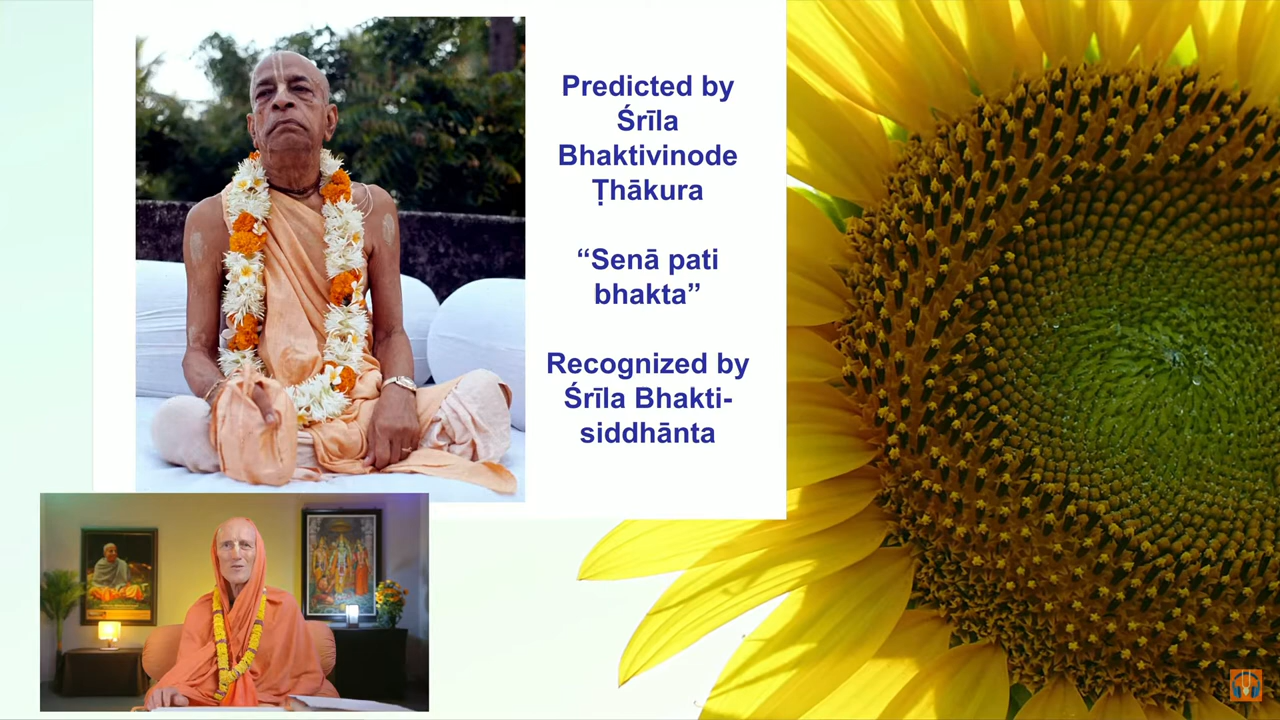 Predicted by
Śrīla
Bhaktivinode
Ṭhākura
“Senā pati
bhakta”
Recognized by
Śrīla Bhakti-
siddhānta